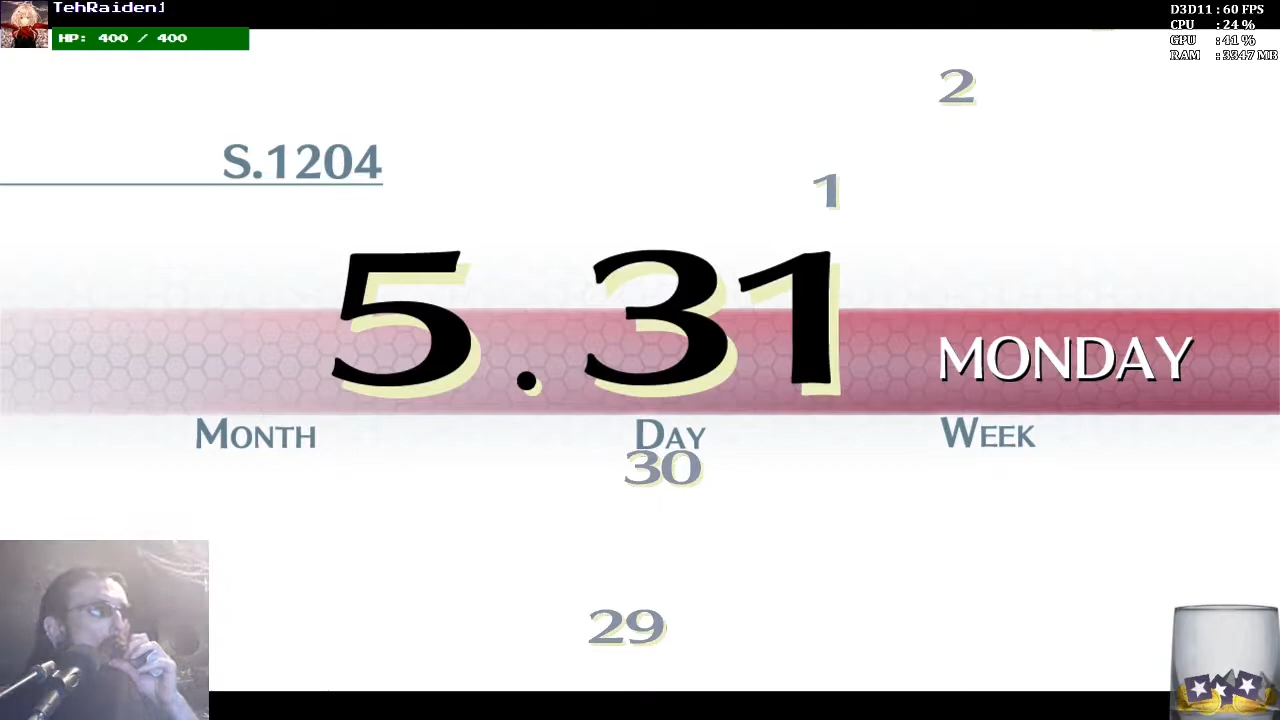 TehRaiden1
HP: 400 / 400
D3D11 : 60 FPS
CPU : 24 %
GPU : 41 %
RAM : 3347 MB
2
S.1204
1
5.31
MONDAY
MONTH
DAY
WEEK
30
29